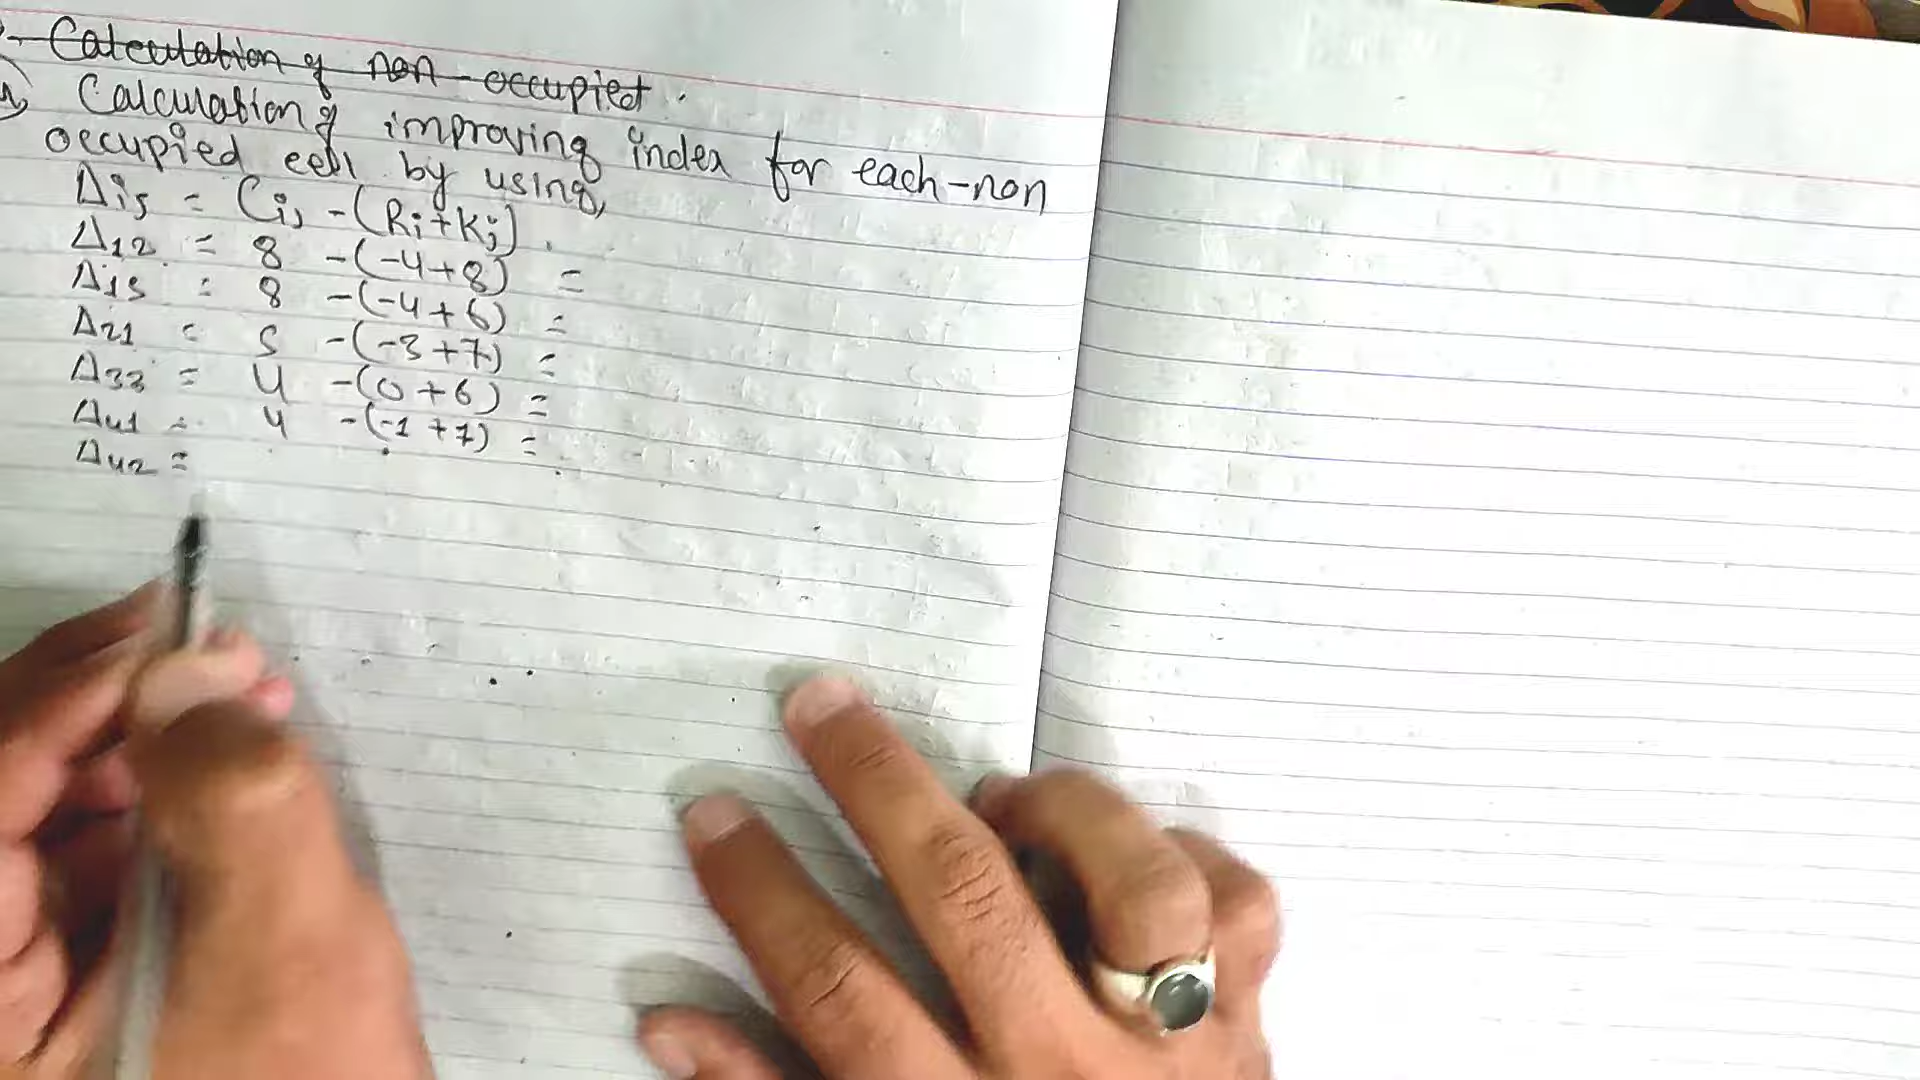 Calculation of non-occupied.
Calculation of improving index for each-non
occupied cell by using,
Δij = Cij -(Ri+Kj).
Δ12 = 8 -(-4+8) =
Δ13 = 8 -(-4+6) =
Δ21 = 5 -(-3+7) =
Δ33 = 4 -(0+6) =
Δ41 = 4 -(-1+7) =
Δ42 =